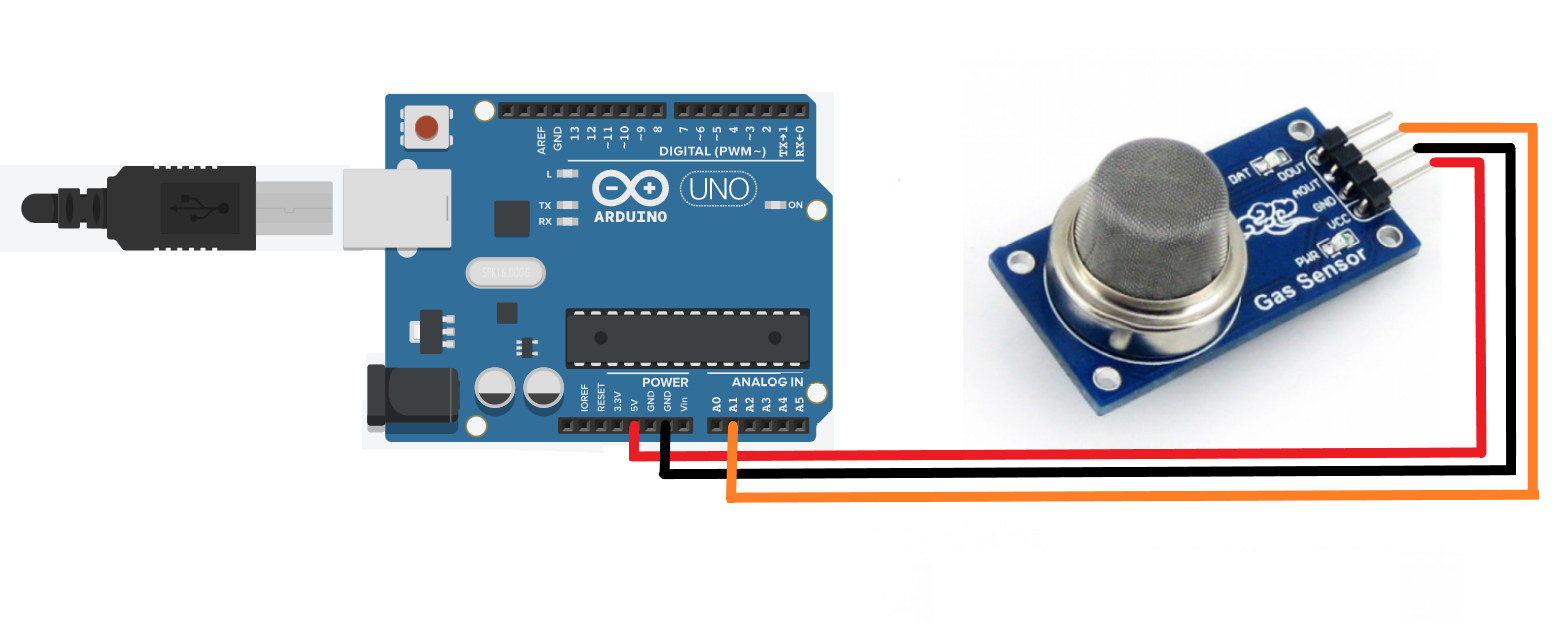 AREF
GND
13
12
~11
~10
~9
8
7
~6
~5
4
~3
2
TX→1
RX←0
DIGITAL (PWM~)
L
TX
RX
UNO
ARDUINO
ON
IOREF
RESET
3.3V
5V
GND
GND
Vin
POWER
ANALOG IN
A0
A1
A2
A3
A4
A5
DAT
DOUT
AOUT
GND
VCC
PWR
Gas Sensor